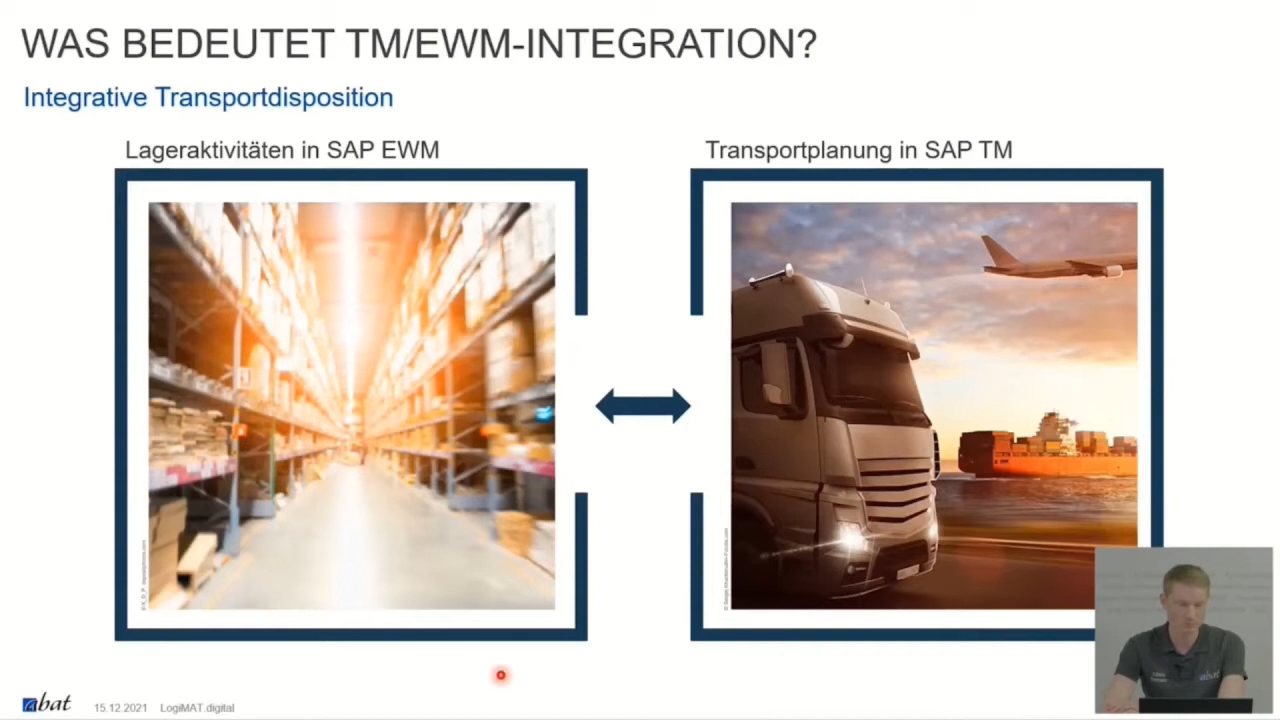 WAS BEDEUTET TM/EWM-INTEGRATION?
Integrative Transportdisposition
Lageraktivitäten in SAP EWM
Transportplanung in SAP TM
abat
15.12.2021 LogiMAT.digital
abat